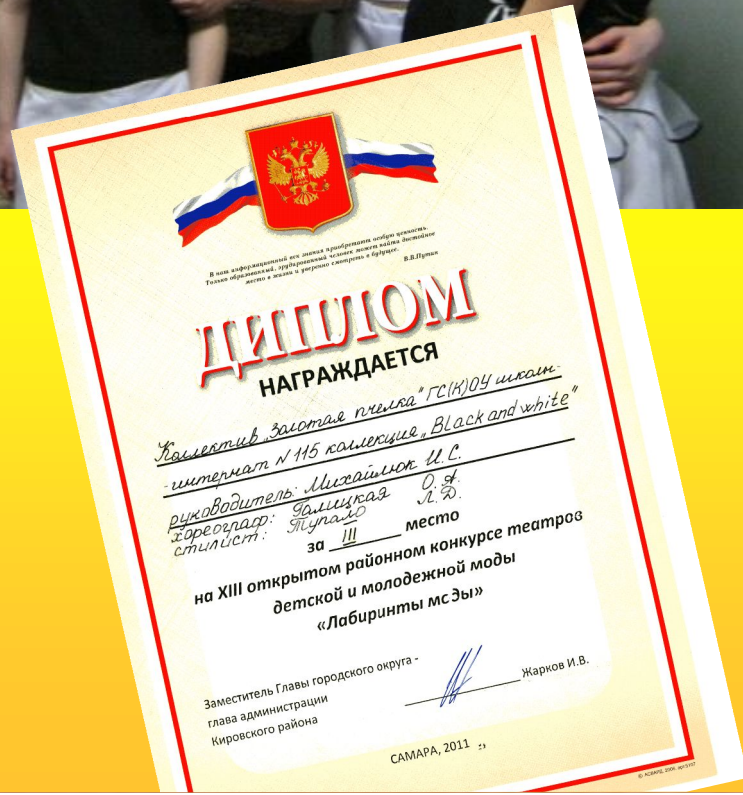 В наш информационный век знания приобретают особую ценность.
Только образованный, эрудированный человек может найти достойное
место в жизни и уверенно смотреть в будущее.
В.В.Путин
ДИПЛОМ
НАГРАЖДАЕТСЯ
Коллектив „Золотая пчелка" ГС(К)ОУ школы-
-интернат N 115 коллекция „Black and white"
руководитель: Михайлюк И.С.
хореограф: Галицкая О.А.
стилист: Тупало Л.Д.
за III место
на XIII открытом районном конкурсе театров
детской и молодежной моды
«Лабиринты моды»
Заместитель Главы городского округа -
глава администрации
Кировского района
Жарков И.В.
САМАРА, 2011